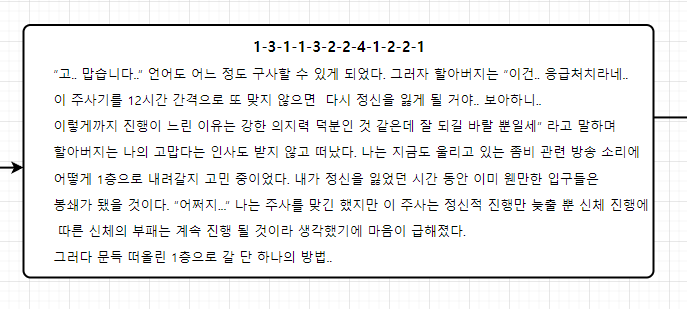 1-3-1-1-3-2-2-4-1-2-2-1
"고.. 맙습니다.." 언어도 어느 정도 구사할 수 있게 되었다. 그러자 할아버지는 "이건.. 응급처치라네..
이 주사기를 12시간 간격으로 또 맞지 않으면 다시 정신을 잃게 될 거야.. 보아하니..
이렇게까지 진행이 느린 이유는 강한 의지력 덕분인 것 같은데 잘 되길 바랄 뿐일세" 라고 말하며
할아버지는 나의 고맙다는 인사도 받지 않고 떠났다. 나는 지금도 울리고 있는 좀비 관련 방송 소리에
어떻게 1층으로 내려갈지 고민 중이었다. 내가 정신을 잃었던 시간 동안 이미 웬만한 입구들은
봉쇄가 됐을 것이다. "어쩌지..." 나는 주사를 맞긴 했지만 이 주사는 정신적 진행만 늦출 뿐 신체 진행에
따른 신체의 부패는 계속 진행 될 것이라 생각했기에 마음이 급해졌다.
그러다 문득 떠올린 1층으로 갈 단 하나의 방법..